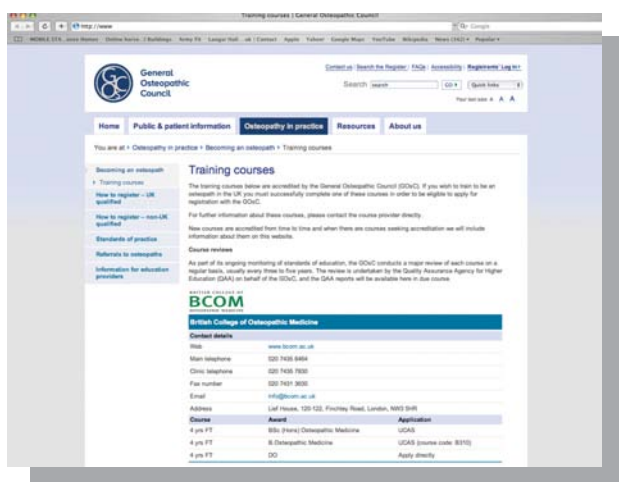 Training courses | General Osteopathic Council
http://www
Google
General
Osteopathic
Council
Contact us | Search the Register | FAQs | Accessibility | Registrants' Log in
Search search GO Quick links
Your text size A A A
Home Public & patient information Osteopathy in practice Resources About us
You are at > Osteopathy in practice > Becoming an osteopath > Training courses
Becoming an osteopath
Training courses
How to register – UK
qualified
How to register – non-UK
qualified
Standards of practice
Referrals to osteopaths
Information for education
providers
Training courses
The training courses below are accredited by the General Osteopathic Council (GOsC). If you wish to train to be an
osteopath in the UK you must successfully complete one of these courses in order to be eligible to apply for
registration with the GOsC.
For further information about these courses, please contact the course provider directly.
New courses are accredited from time to time and when there are courses seeking accreditation we will include
information about them on this website.
Course reviews
As part of its ongoing monitoring of standards of education, the GOsC conducts a major review of each course on a
regular basis, usually every three to five years. The review is undertaken by the Quality Assurance Agency for Higher
Education (QAA) on behalf of the GOsC, and the QAA reports will be available here in due course
BRITISH COLLEGE OF
BCOM
OSTEOPATHIC MEDICINE
British College of Osteopathic Medicine
Contact details
Web www.bcom.ac.uk
Main telephone 020 7435 6464
Clinic telephone 020 7435 7830
Fax number 020 7431 3630
Email info@bcom.ac.uk
Address Lief House, 120-122, Finchley Road, London, NW3 5HR
Course Award Application
4 yrs FT BSc (Hons) Osteopathic Medicine UCAS
4 yrs FT B.Osteopathic Medicine UCAS (course code: B310)
4 yrs FT DO Apply directly